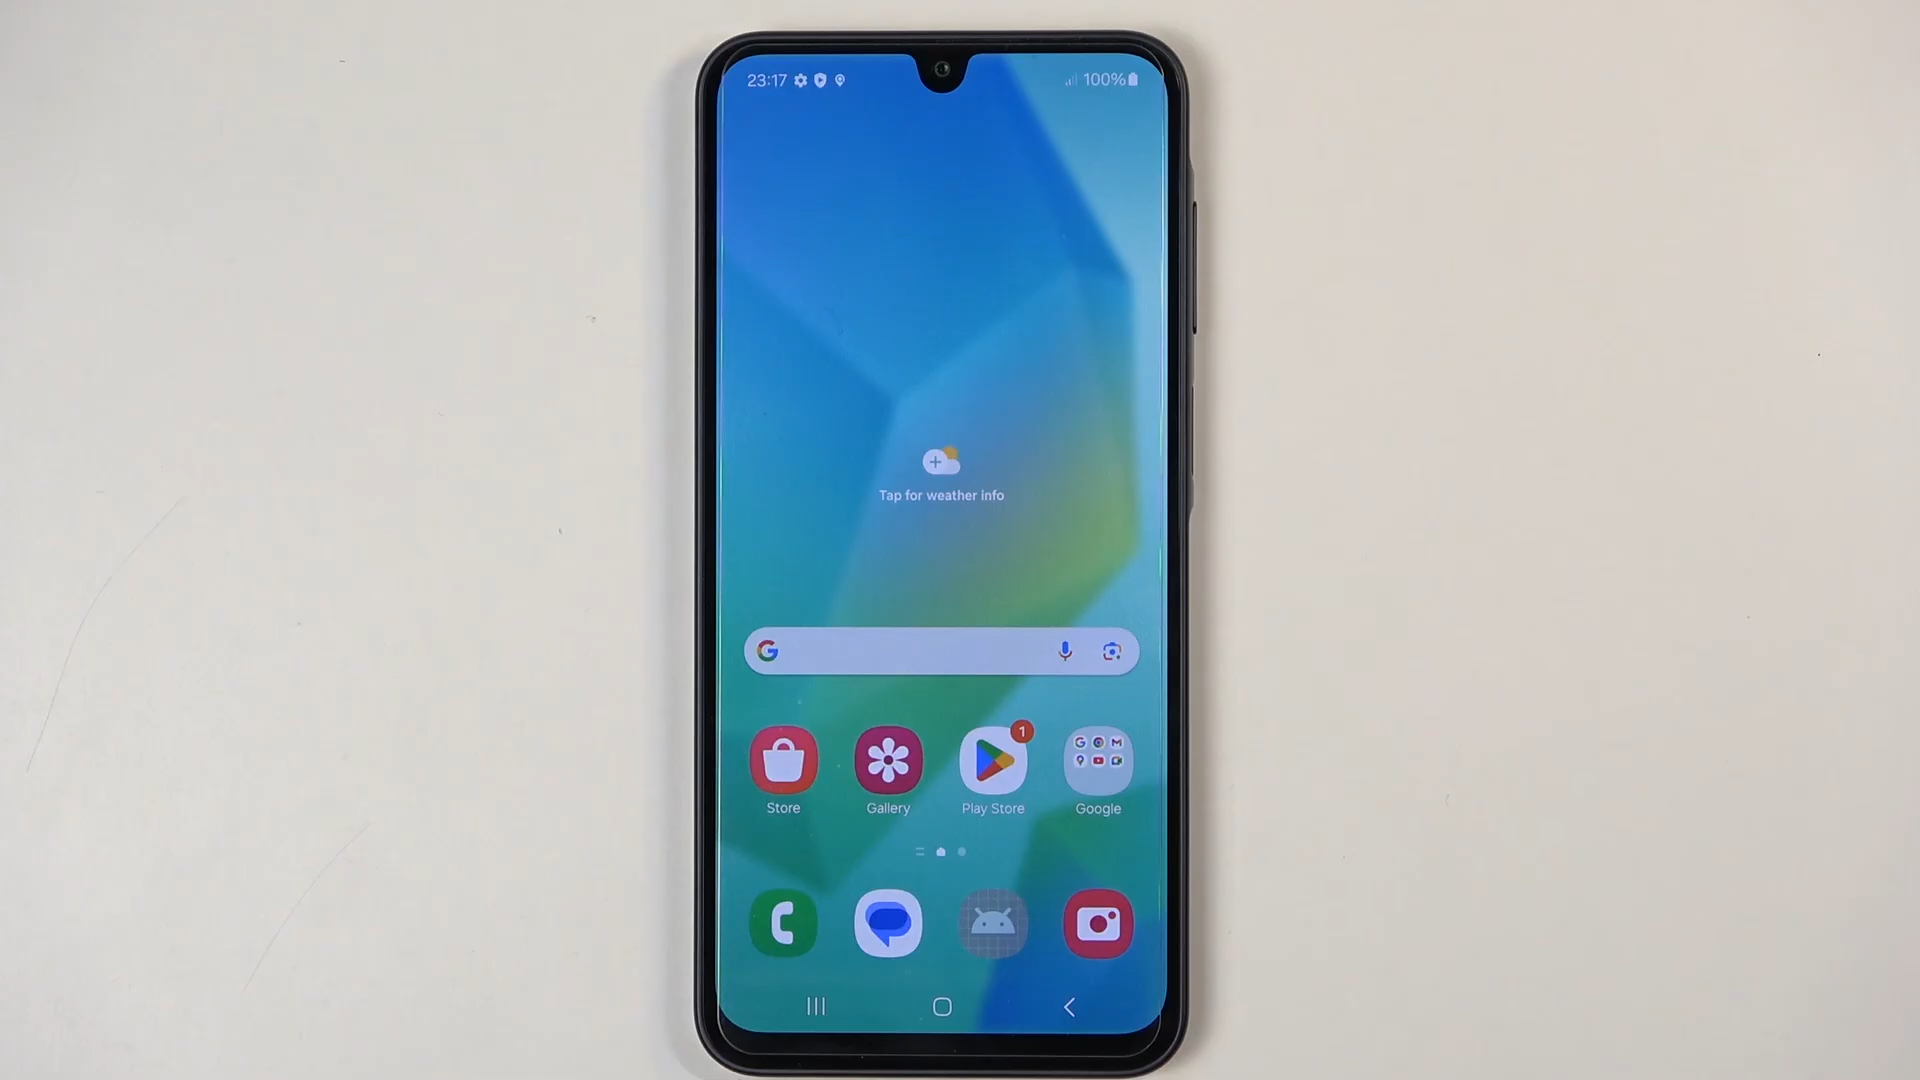 23:17
100%
Tap for weather info
1
Store
Gallery
Play Store
Google